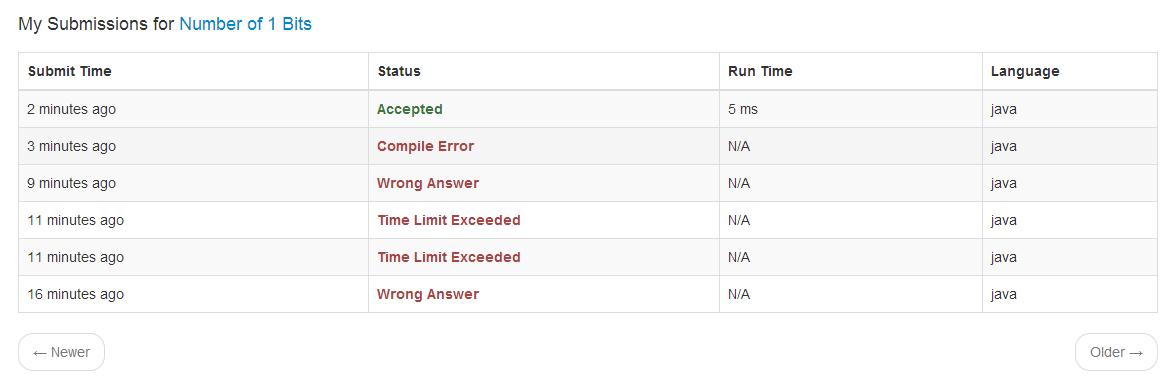 My Submissions for Number of 1 Bits
Submit Time Status Run Time Language
2 minutes ago Accepted 5 ms java
3 minutes ago Compile Error N/A java
9 minutes ago Wrong Answer N/A java
11 minutes ago Time Limit Exceeded N/A java
11 minutes ago Time Limit Exceeded N/A java
16 minutes ago Wrong Answer N/A java
← Newer Older →